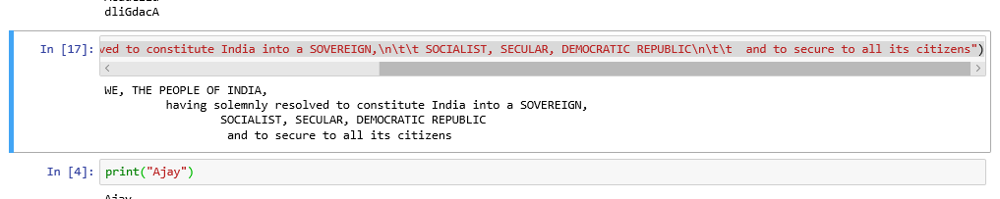 dliGdacA
In [17]: ved to constitute India into a SOVEREIGN,\n\t\t SOCIALIST, SECULAR, DEMOCRATIC REPUBLIC\n\t\t  and to secure to all its citizens")
WE, THE PEOPLE OF INDIA,
having solemnly resolved to constitute India into a SOVEREIGN,
SOCIALIST, SECULAR, DEMOCRATIC REPUBLIC
and to secure to all its citizens
In [4]: print("Ajay")
Ajay